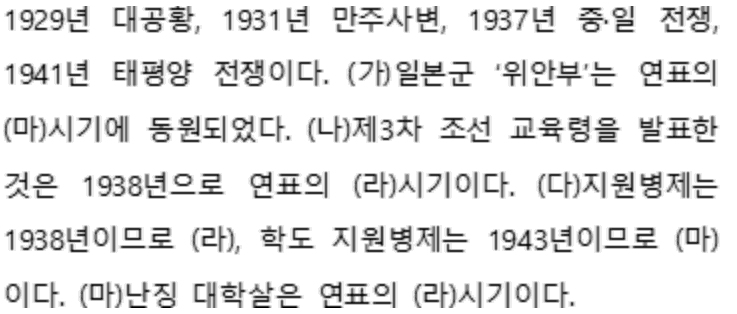 1929년 대공황, 1931년 만주사변, 1937년 중·일 전쟁,
1941년 태평양 전쟁이다. (가)일본군 ‘위안부’는 연표의
(마)시기에 동원되었다. (나)제3차 조선 교육령을 발표한
것은 1938년으로 연표의 (라)시기이다. (다)지원병제는
1938년이므로 (라), 학도 지원병제는 1943년이므로 (마)
이다. (마)난징 대학살은 연표의 (라)시기이다.